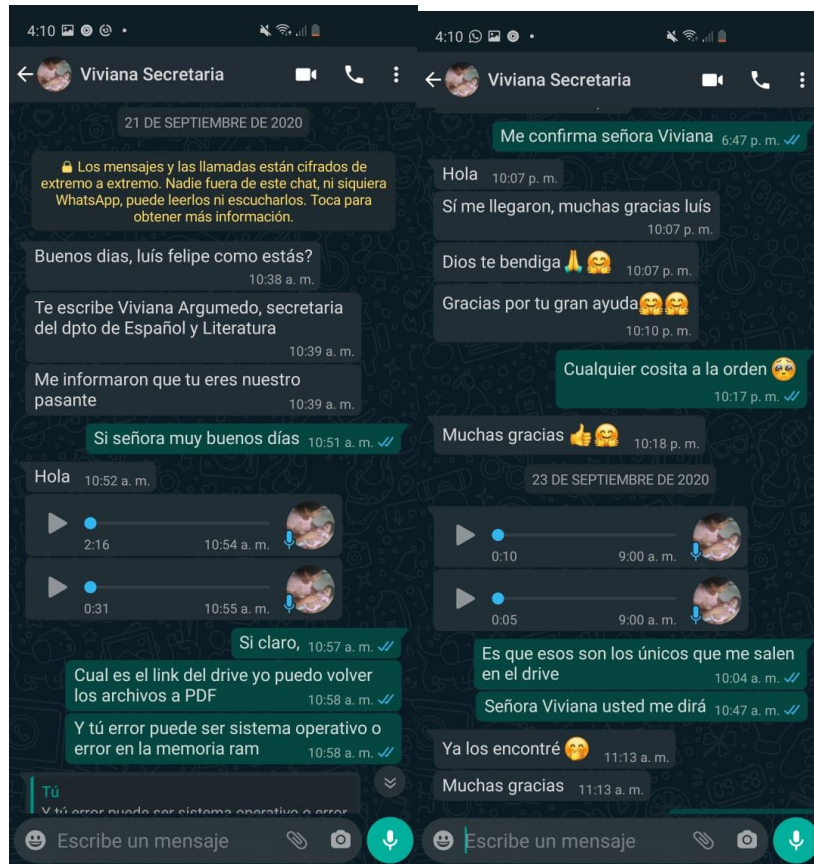 4:10
Viviana Secretaria
21 DE SEPTIEMBRE DE 2020
Los mensajes y las llamadas están cifrados de
extremo a extremo. Nadie fuera de este chat, ni siquiera
WhatsApp, puede leerlos ni escucharlos. Toca para
obtener más información.
Buenos dias, luís felipe como estás?
10:38 a. m.
Te escribe Viviana Argumedo, secretaria
del dpto de Español y Literatura
10:39 a. m.
Me informaron que tu eres nuestro
pasante 10:39 a. m.
Si señora muy buenos días 10:51 a. m.
Hola 10:52 a. m.
2:16 10:54 a. m.
0:31 10:55 a. m.
Si claro, 10:57 a. m.
Cual es el link del drive yo puedo volver
los archivos a PDF 10:58 a. m.
Y tú error puede ser sistema operativo o
error en la memoria ram 10:58 a. m.
Tú
Y tú error puede ser sistema operativo o error
Escribe un mensaje
4:10
Viviana Secretaria
Me confirma señora Viviana 6:47 p. m.
Hola 10:07 p. m.
Sí me llegaron, muchas gracias luís
10:07 p. m.
Dios te bendiga 🙏🤗 10:07 p. m.
Gracias por tu gran ayuda🤗🤗
10:10 p. m.
Cualquier cosita a la orden 🥺
10:17 p. m.
Muchas gracias 👍🤗 10:18 p. m.
23 DE SEPTIEMBRE DE 2020
0:10 9:00 a. m.
0:05 9:00 a. m.
Es que esos son los únicos que me salen
en el drive 10:04 a. m.
Señora Viviana usted me dirá 10:47 a. m.
Ya los encontré 🤭 11:13 a. m.
Muchas gracias 11:13 a. m.
Escribe un mensaje